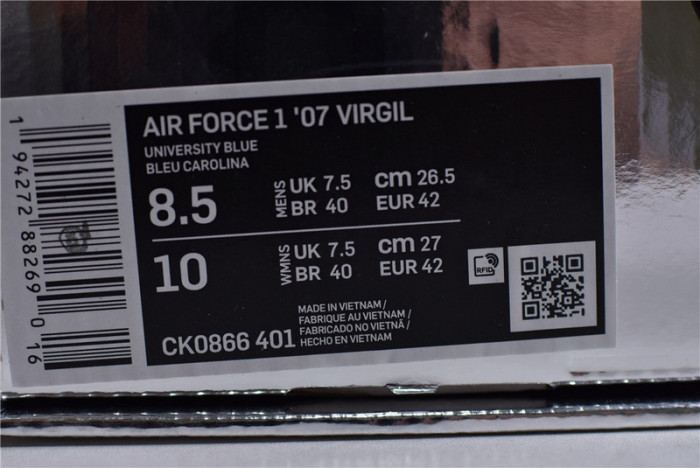 AIR FORCE 1 '07 VIRGIL
UNIVERSITY BLUE
BLEU CAROLINA
8.5 MENS UK 7.5 cm 26.5
BR 40 EUR 42
10 WMNS UK 7.5 cm 27
BR 40 EUR 42
RFID
MADE IN VIETNAM /
FABRIQUE AU VIETNAM /
FABRICADO NO VIETNÃ /
HECHO EN VIETNAM
CK0866 401
1 94272 88269 0 16